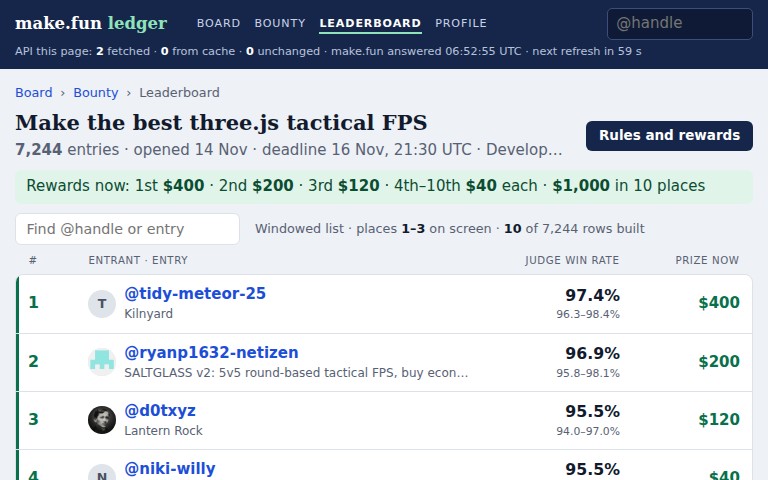 make.fun ledger BOARD BOUNTY LEADERBOARD PROFILE @handle
API this page: 2 fetched · 0 from cache · 0 unchanged · make.fun answered 06:52:55 UTC · next refresh in 59 s
Board › Bounty › Leaderboard
Make the best three.js tactical FPS
Rules and rewards
7,244 entries · opened 14 Nov · deadline 16 Nov, 21:30 UTC · Develop…
Rewards now: 1st $400 · 2nd $200 · 3rd $120 · 4th–10th $40 each · $1,000 in 10 places
Find @handle or entry Windowed list · places 1–3 on screen · 10 of 7,244 rows built
# ENTRANT · ENTRY JUDGE WIN RATE PRIZE NOW
1 T @tidy-meteor-25 97.4% $400
Kilnyard 96.3–98.4%
2 @ryanp1632-netizen 96.9% $200
SALTGLASS v2: 5v5 round-based tactical FPS, buy econ… 95.8–98.1%
3 @d0txyz 95.5% $120
Lantern Rock 94.0–97.0%
4 N @niki-willy 95.5% $40